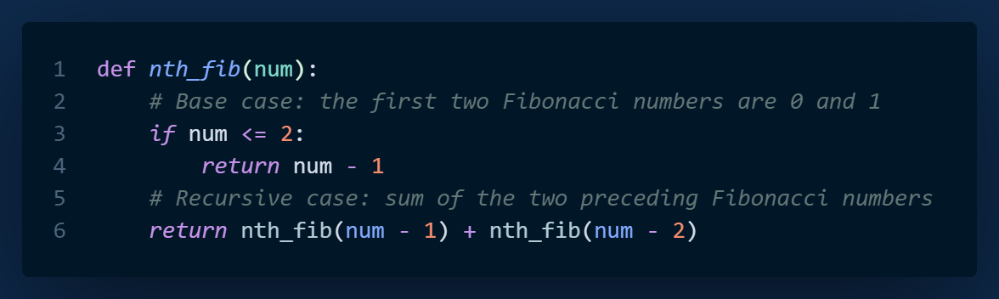 1 def nth_fib(num):
2     # Base case: the first two Fibonacci numbers are 0 and 1
3     if num <= 2:
4         return num - 1
5     # Recursive case: sum of the two preceding Fibonacci numbers
6     return nth_fib(num - 1) + nth_fib(num - 2)